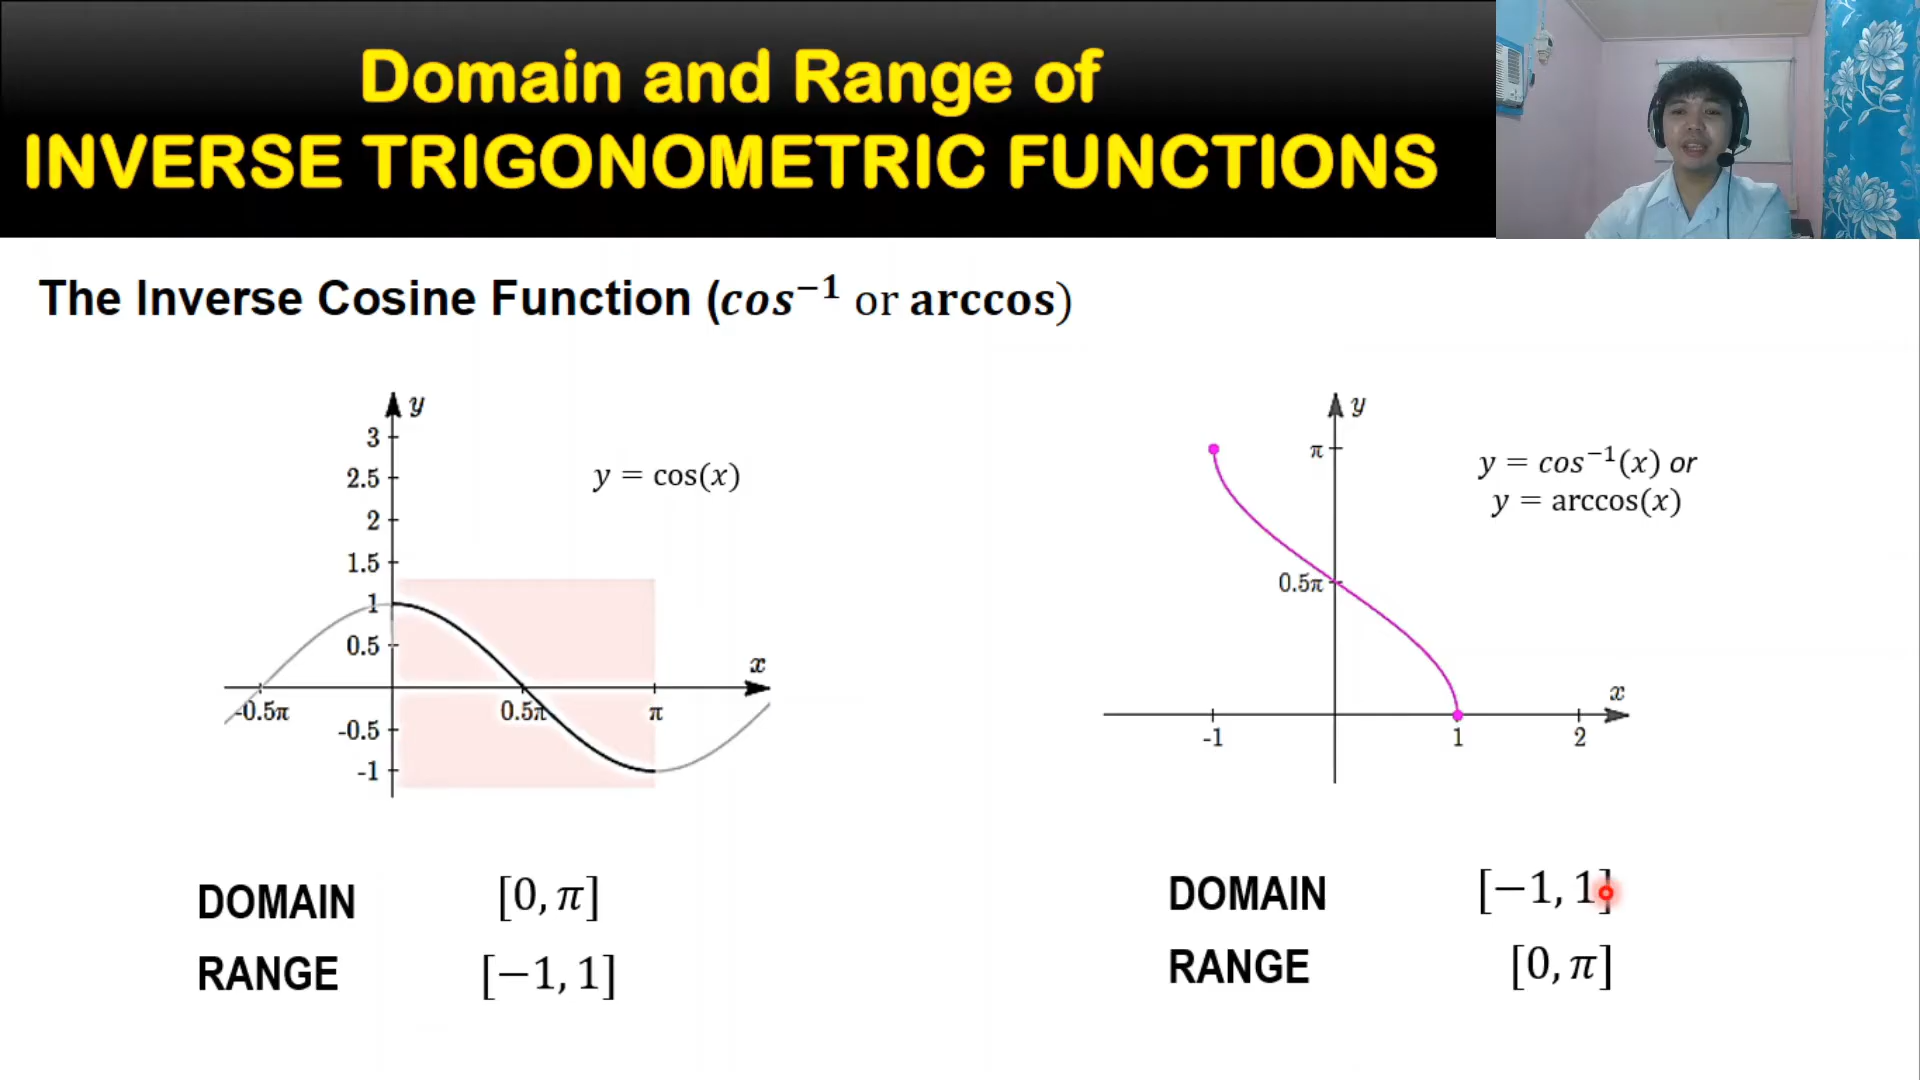 Domain and Range of
INVERSE TRIGONOMETRIC FUNCTIONS
The Inverse Cosine Function (cos⁻¹ or arccos)
y
3
2.5
2
1.5
1
0.5
-0.5
-1
y = cos(x)
x
-0.5π
0.5π
π
DOMAIN [0, π]
RANGE [−1, 1]
y
π
0.5π
y = cos⁻¹(x) or
y = arccos(x)
x
-1
1
2
DOMAIN [−1, 1]
RANGE [0, π]